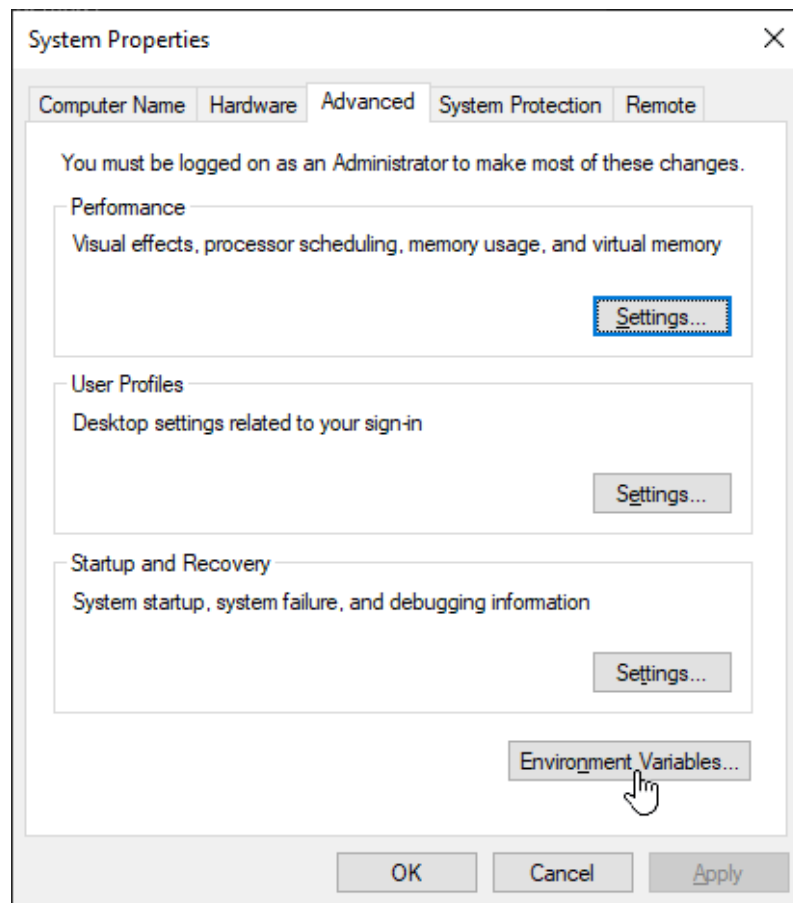 System Properties
Computer Name Hardware Advanced System Protection Remote
You must be logged on as an Administrator to make most of these changes.
Performance
Visual effects, processor scheduling, memory usage, and virtual memory
Settings...
User Profiles
Desktop settings related to your sign-in
Settings...
Startup and Recovery
System startup, system failure, and debugging information
Settings...
Environment Variables...
OK Cancel Apply